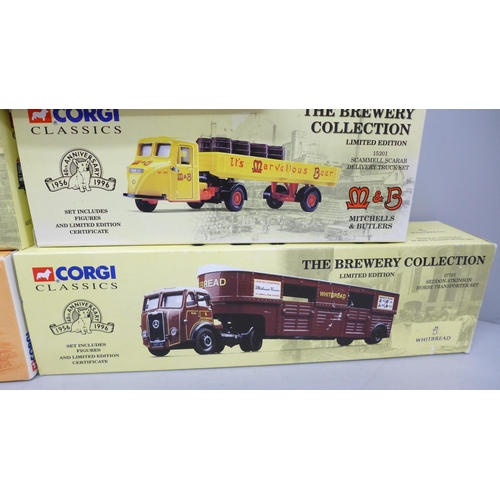 CORGI
CLASSICS
40th ANNIVERSARY
1956 1996
SET INCLUDES
FIGURES
AND LIMITED EDITION
CERTIFICATE
M&B
It's Marvellous Beer
THE BREWERY
COLLECTION
LIMITED EDITION
15201
SCAMMELL SCARAB
DELIVERY TRUCK SET
M&B
MITCHELLS
& BUTLERS
CORGI
CLASSICS
ANNIVERSARY
1956 1996
SET INCLUDES
FIGURES
AND LIMITED EDITION
CERTIFICATE
BREAD
WHITBREAD
THE BREWERY COLLECTION
LIMITED EDITION
SEDDON ATKINSON
HORSE TRANSPORTER SET
WHITBREAD
CORGI